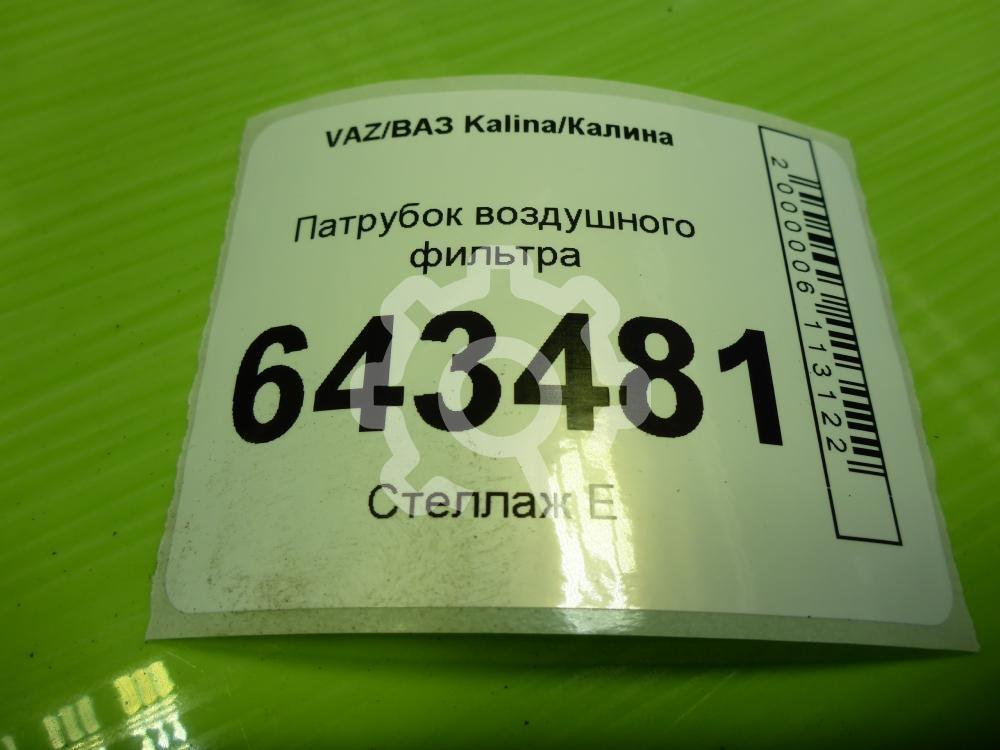 VAZ/ВАЗ Kalina/Калина
Патрубок воздушного
фильтра
643481
Стеллаж Е
2000006113122